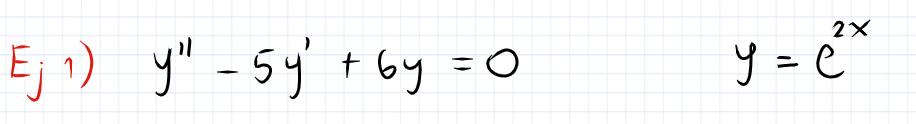 Ej 1) y'' - 5y' + 6y = 0 y = e^{2x}